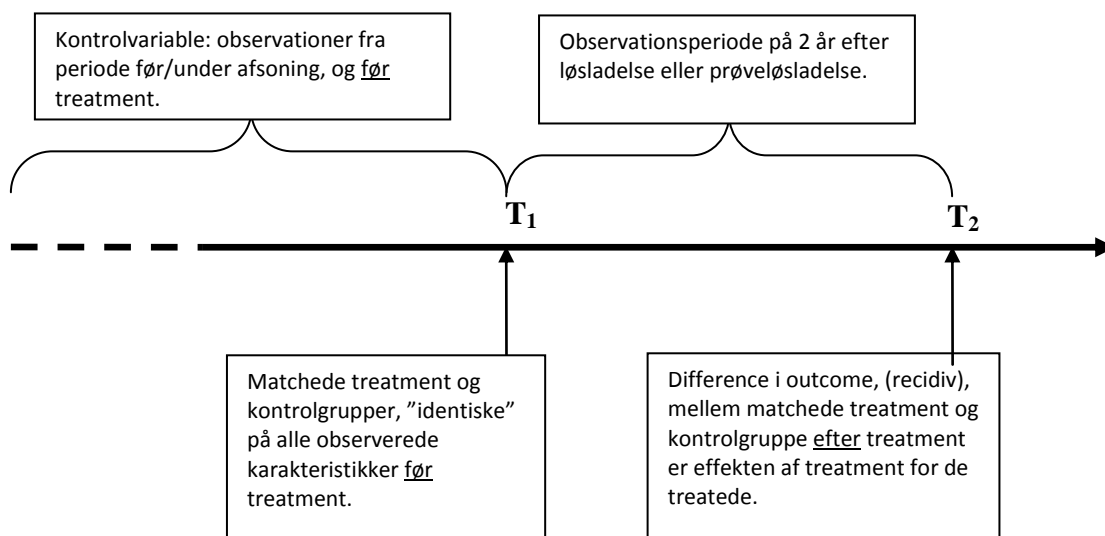 Kontrolvariable: observationer fra
periode før/under afsoning, og før
treatment.
Observationsperiode på 2 år efter
løsladelse eller prøveløsladelse.
T₁
T₂
Matchede treatment og
kontrolgrupper, ”identiske”
på alle observerede
karakteristikker før
treatment.
Difference i outcome, (recidiv),
mellem matchede treatment og
kontrolgruppe efter treatment
er effekten af treatment for de
treatede.